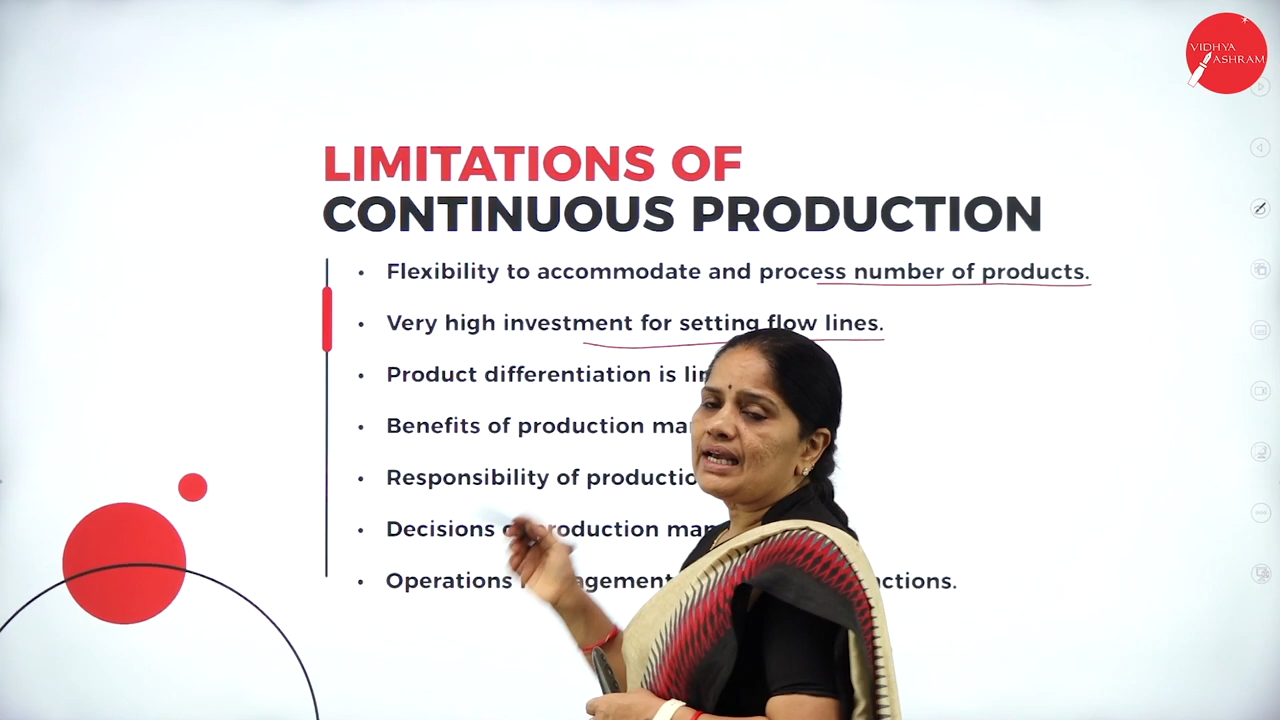 VIDHYA
ASHRAM
LIMITATIONS OF
CONTINUOUS PRODUCTION
• Flexibility to accommodate and process number of products.
• Very high investment for setting flow lines.
• Product differentiation is
• Benefits of production
• Responsibility of
• Decisions production
• Operations